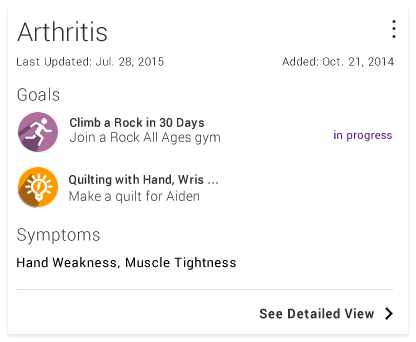 Arthritis
Last Updated: Jul. 28, 2015 Added: Oct. 21, 2014
Goals
Climb a Rock in 30 Days
Join a Rock All Ages gym
in progress
Quilting with Hand, Wris ...
Make a quilt for Aiden
Symptoms
Hand Weakness, Muscle Tightness
See Detailed View